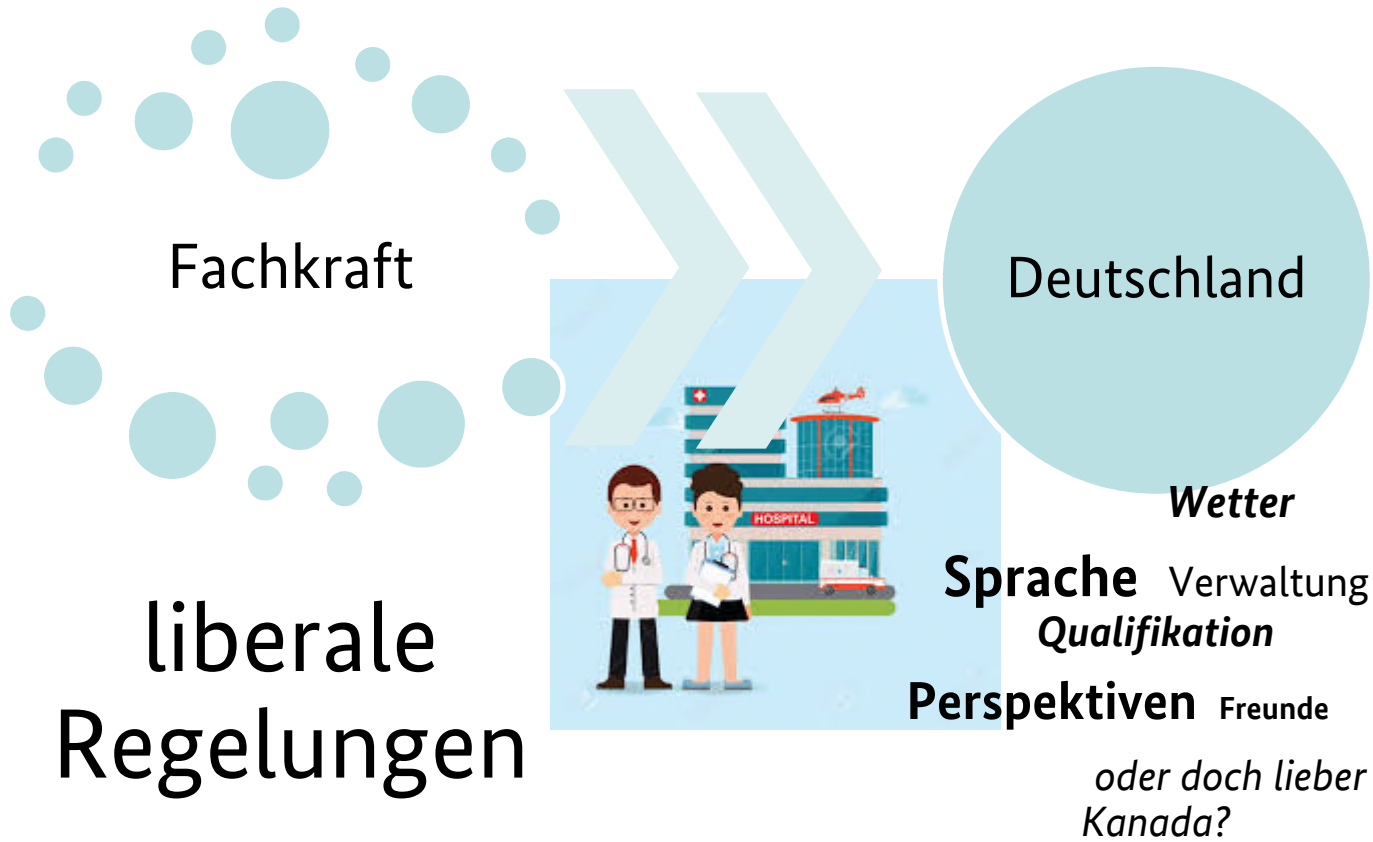 Fachkraft
Deutschland
HOSPITAL
liberale
Regelungen
Wetter
Sprache Verwaltung
Qualifikation
Perspektiven Freunde
oder doch lieber
Kanada?